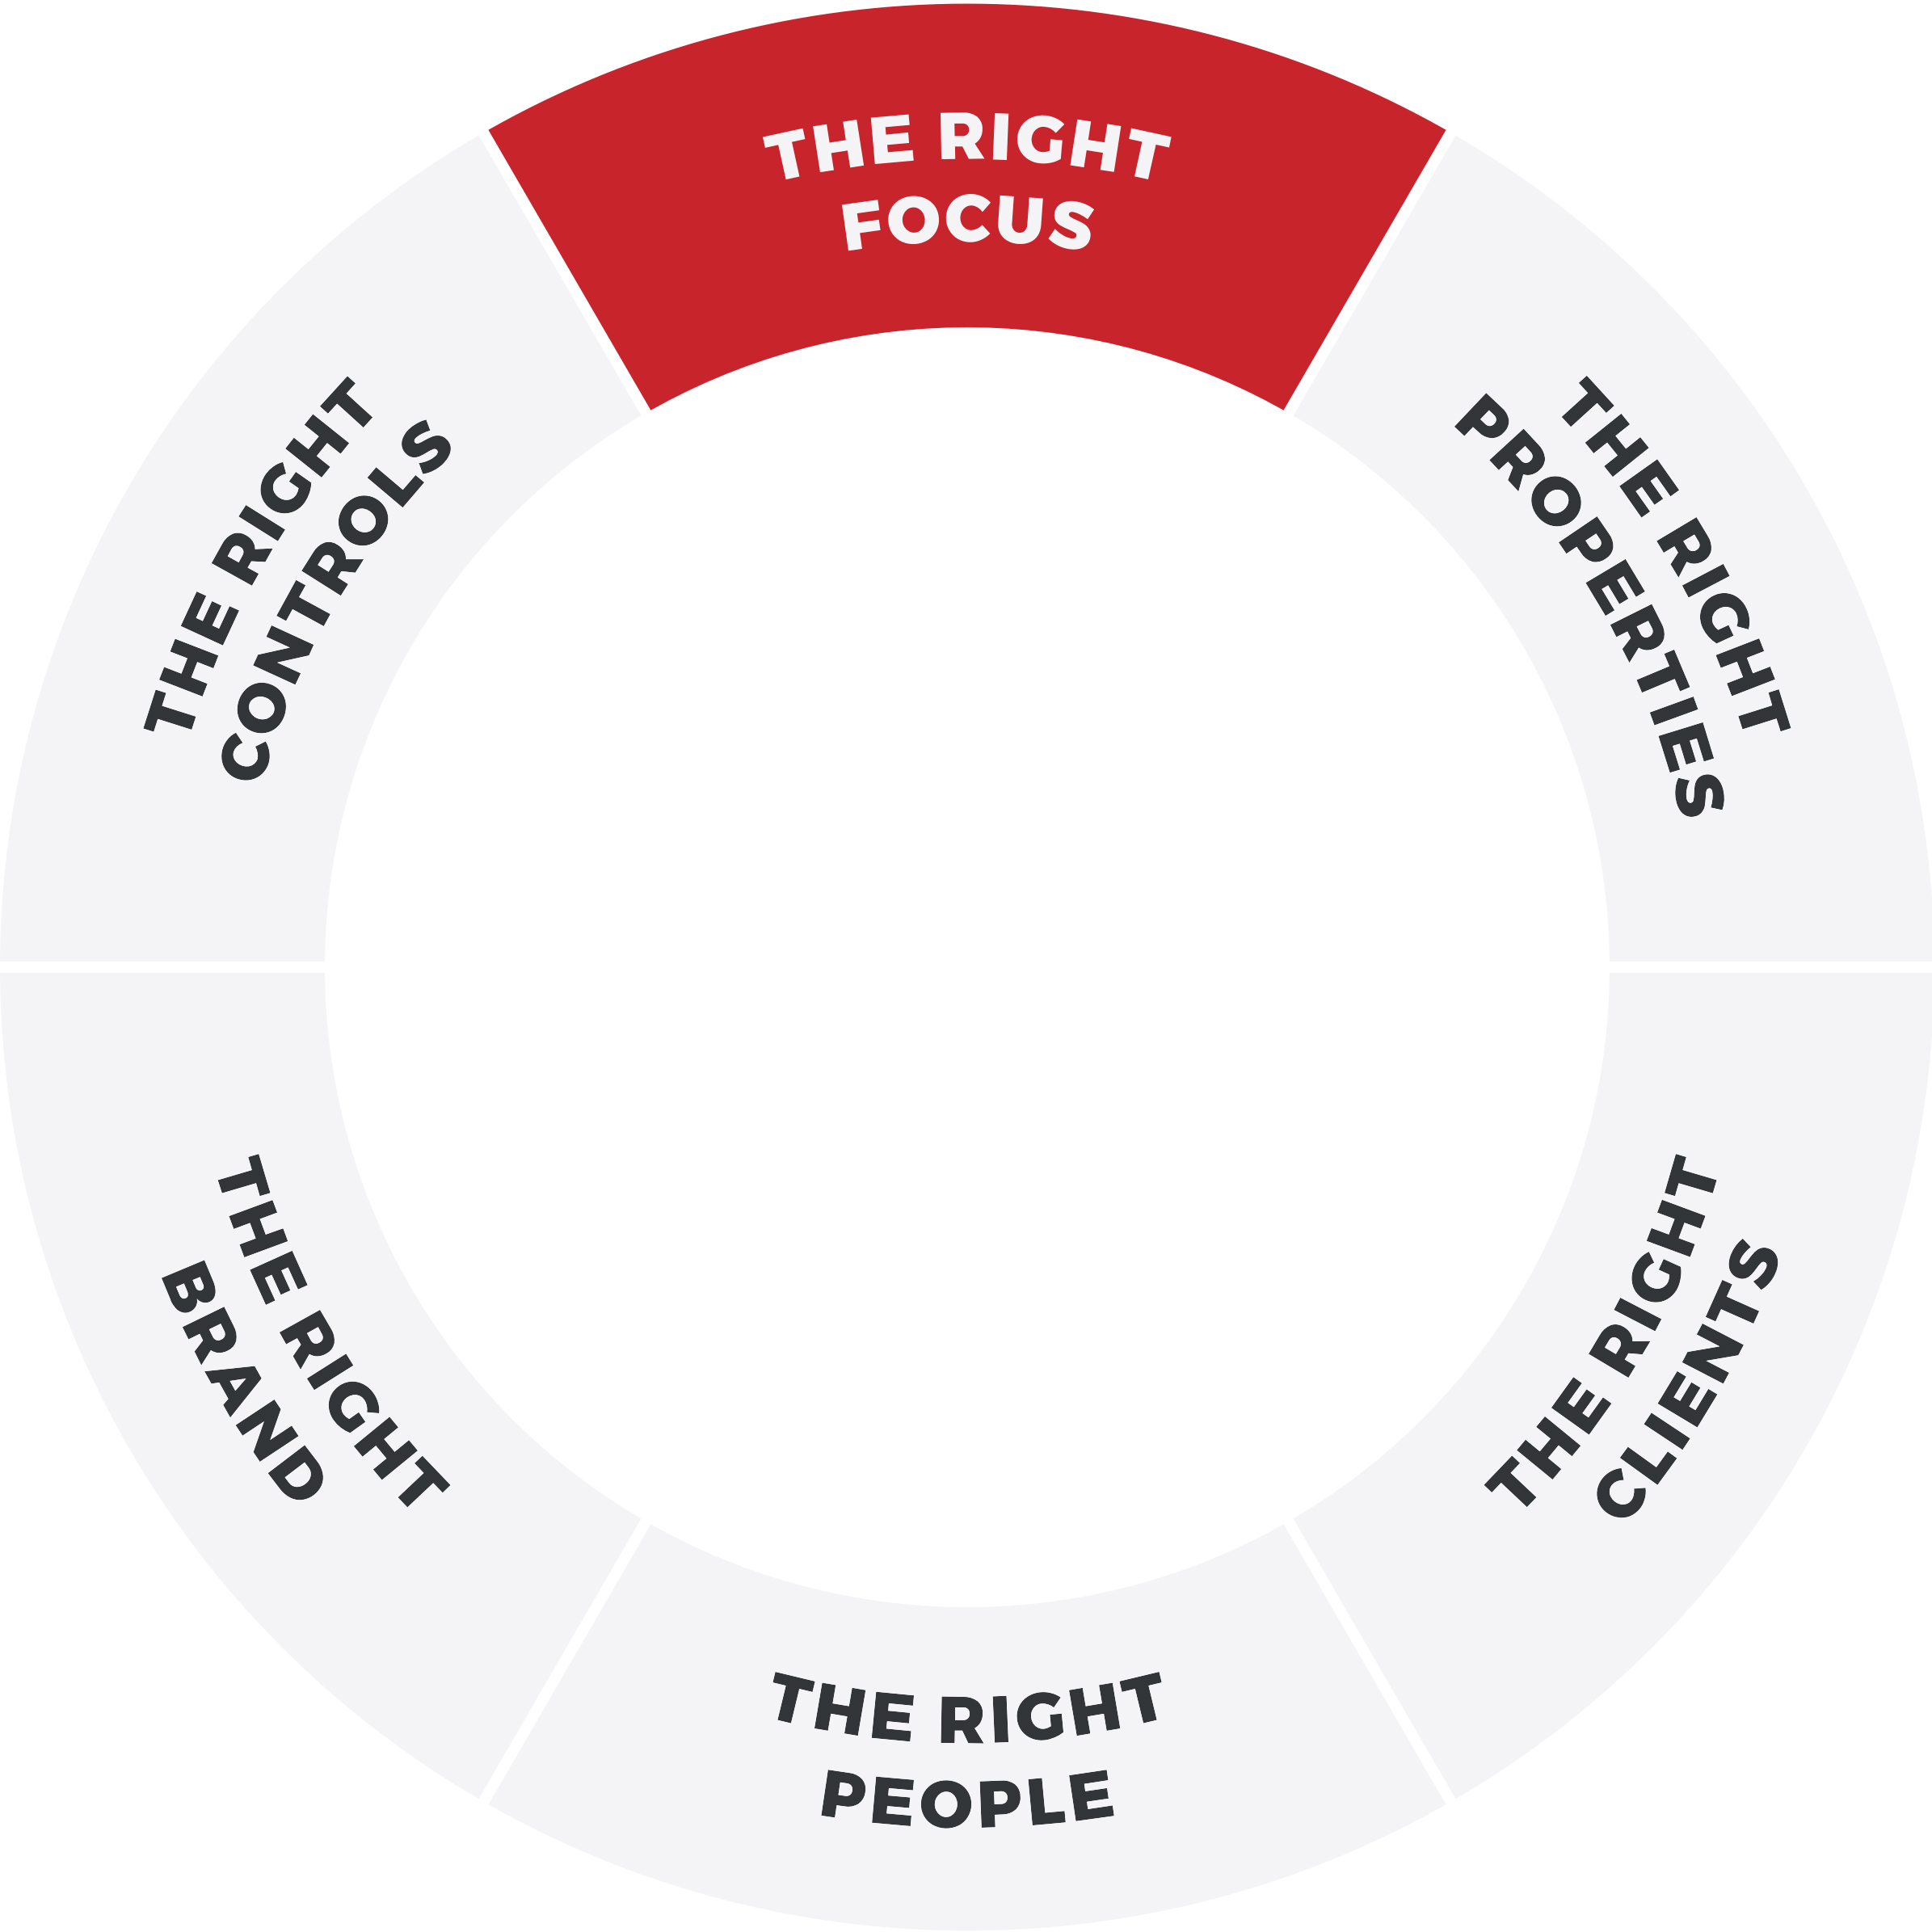 THE RIGHT
FOCUS
THE RIGHT
PROPERTIES
THE RIGHT
CLIENTS
THE RIGHT
PEOPLE
THE RIGHT
BRAND
THE RIGHT
CONTROLS